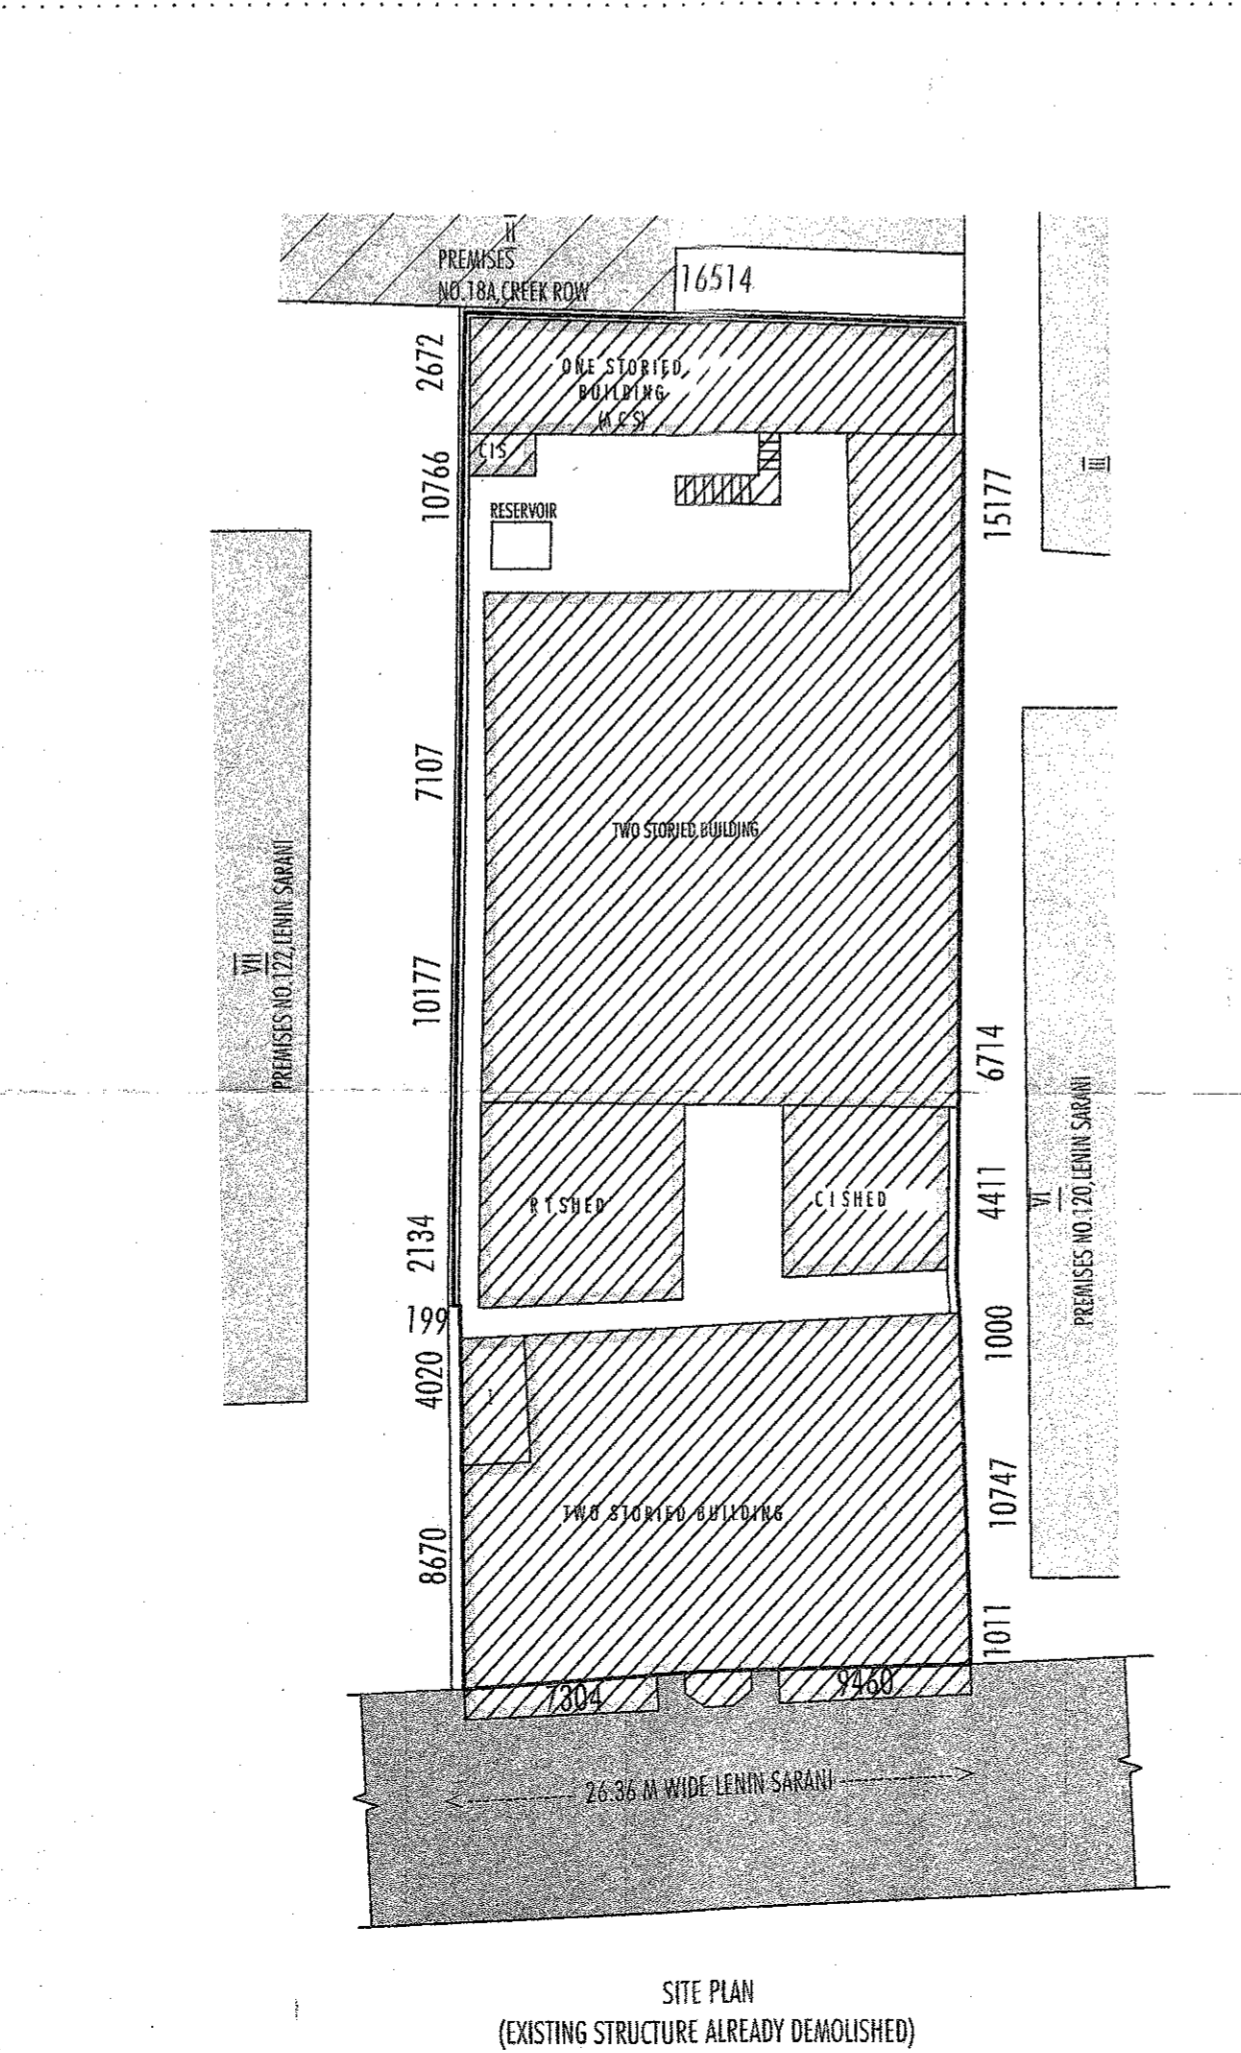 II
PREMISES
NO.18A,CREEK ROW
16514
2672
ONE STORIED
BUILDING
(A C S)
CIS
10766
RESERVOIR
15177
III
7107
TWO STORIED BUILDING
VII
PREMISES NO.122,LENIN SARANI
10177
6714
R T.SHED
C I SHED
4411
VI
PREMISES NO.120,LENIN SARANI
2134
199
1000
4020
1
TWO STORIED BUILDING
10747
8670
1011
7304
9460
26.36 M WIDE LENIN SARANI
SITE PLAN
(EXISTING STRUCTURE ALREADY DEMOLISHED)